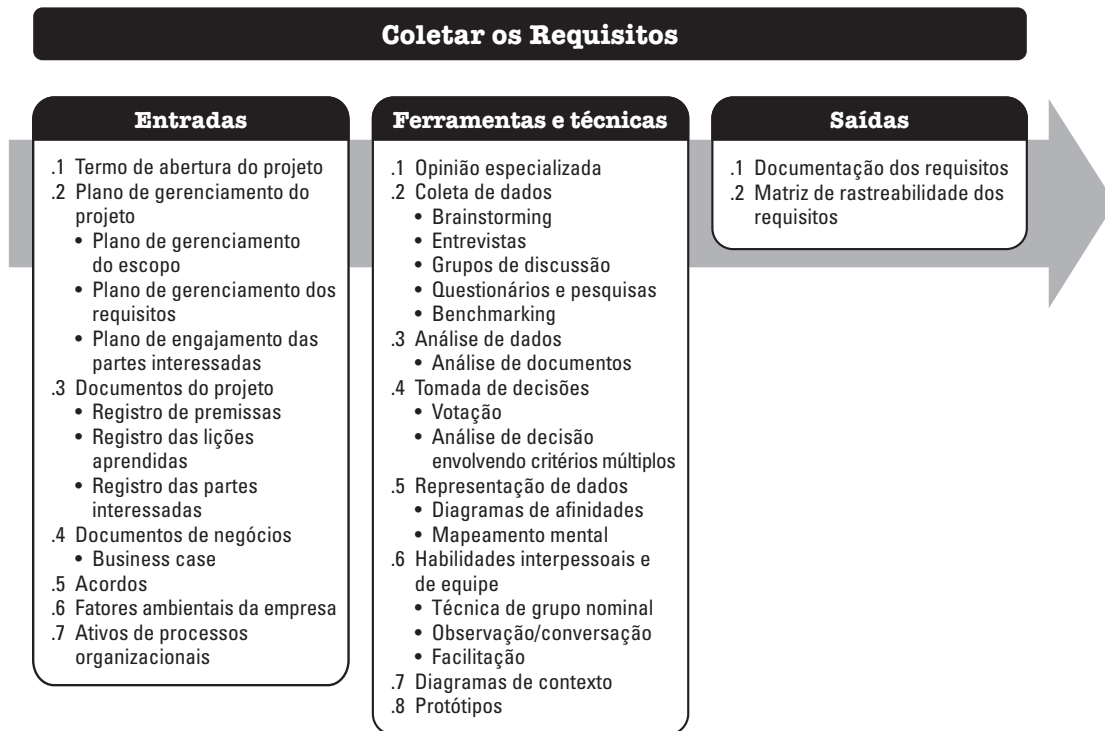 Coletar os Requisitos
Entradas
.1 Termo de abertura do projeto
.2 Plano de gerenciamento do
projeto
• Plano de gerenciamento
do escopo
• Plano de gerenciamento dos
requisitos
• Plano de engajamento das
partes interessadas
.3 Documentos do projeto
• Registro de premissas
• Registro das lições
aprendidas
• Registro das partes
interessadas
.4 Documentos de negócios
• Business case
.5 Acordos
.6 Fatores ambientais da empresa
.7 Ativos de processos
organizacionais
Ferramentas e técnicas
.1 Opinião especializada
.2 Coleta de dados
• Brainstorming
• Entrevistas
• Grupos de discussão
• Questionários e pesquisas
• Benchmarking
.3 Análise de dados
• Análise de documentos
.4 Tomada de decisões
• Votação
• Análise de decisão
envolvendo critérios múltiplos
.5 Representação de dados
• Diagramas de afinidades
• Mapeamento mental
.6 Habilidades interpessoais e
de equipe
• Técnica de grupo nominal
• Observação/conversação
• Facilitação
.7 Diagramas de contexto
.8 Protótipos
Saídas
.1 Documentação dos requisitos
.2 Matriz de rastreabilidade dos
requisitos